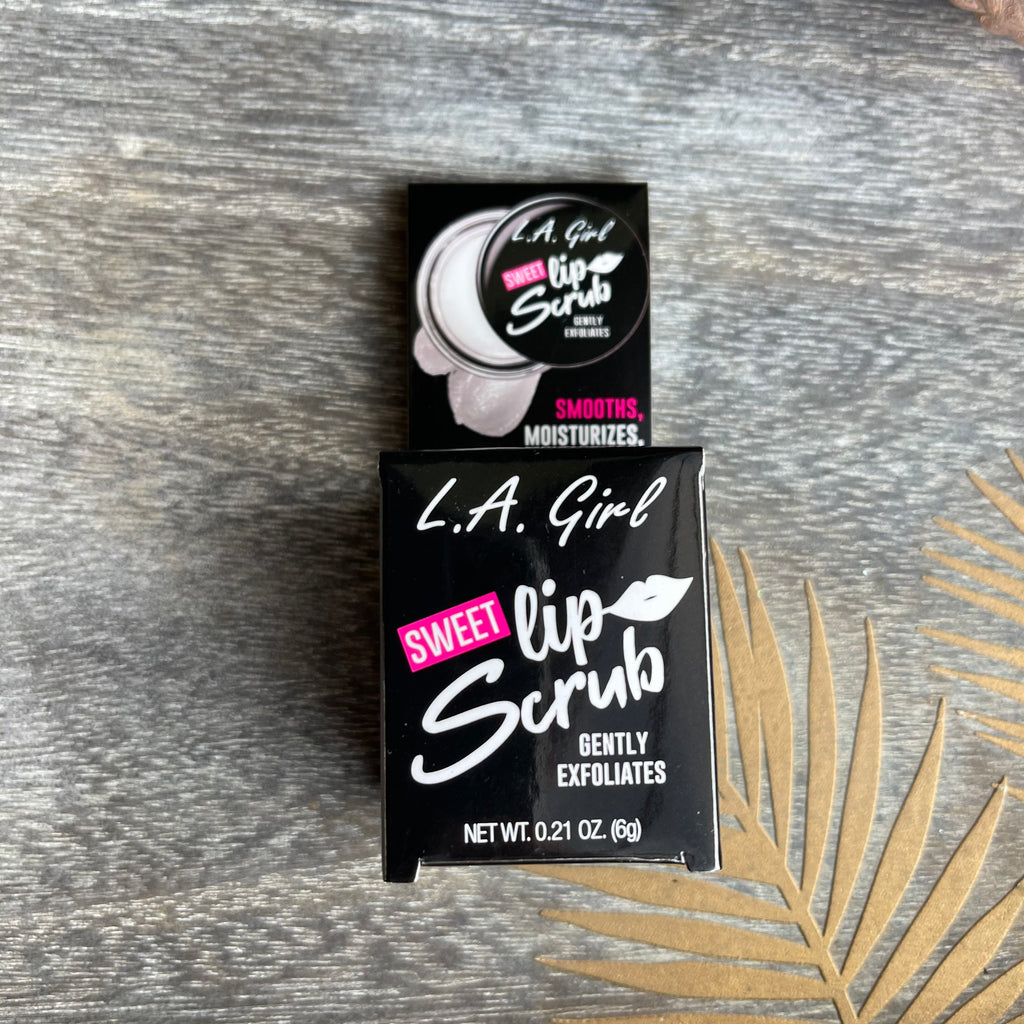 L.A. Girl
SWEET lip
Scrub
GENTLY
EXFOLIATES
SMOOTHS,
MOISTURIZES,
L.A. Girl
SWEET lip
Scrub
GENTLY
EXFOLIATES
NET WT. 0.21 OZ. (6g)